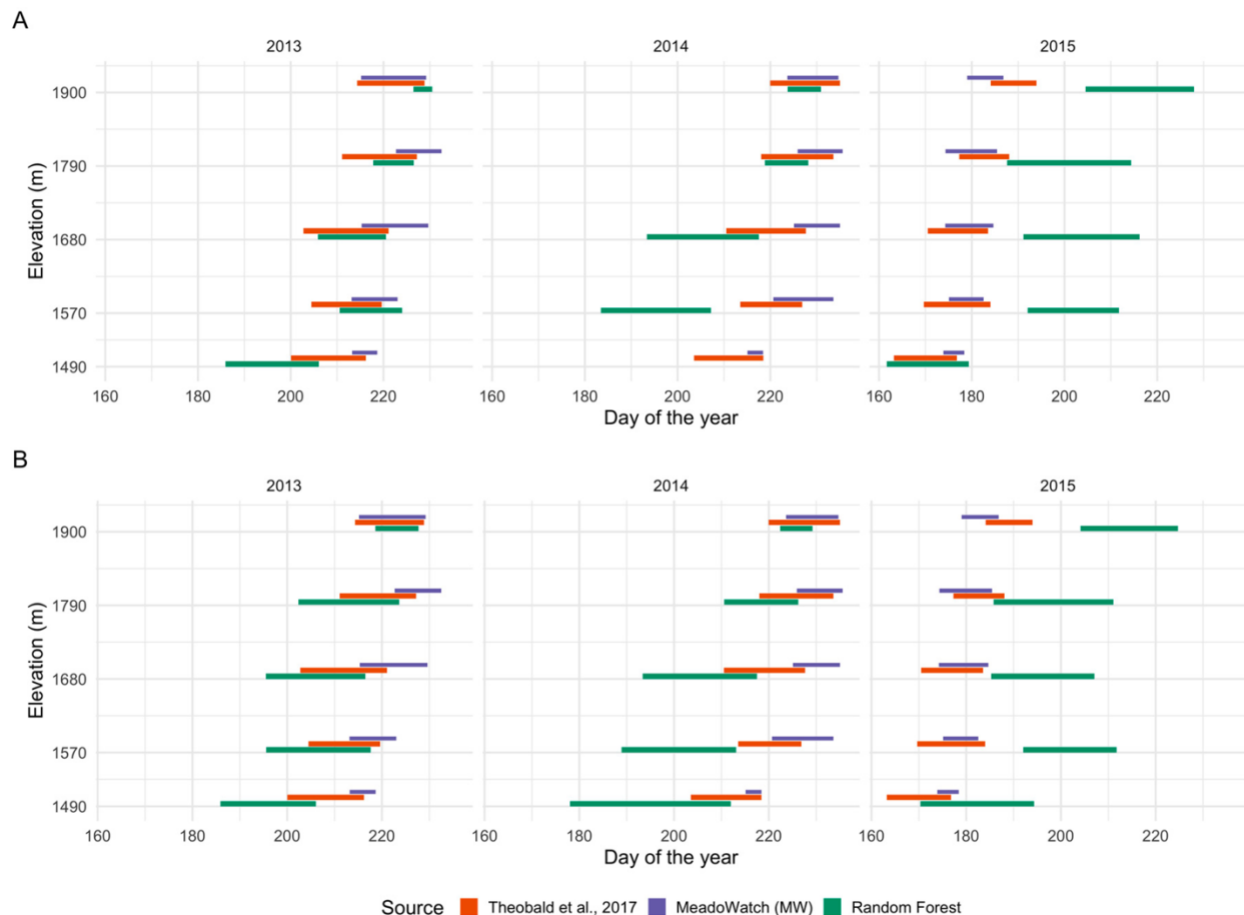 A
2013 2014 2015
1900
1790
1680
1570
1490
Elevation (m)
160 180 200 220 160 180 200 220 160 180 200 220
Day of the year
B
2013 2014 2015
1900
1790
1680
1570
1490
Elevation (m)
160 180 200 220 160 180 200 220 160 180 200 220
Day of the year
Source Theobald et al., 2017 MeadoWatch (MW) Random Forest